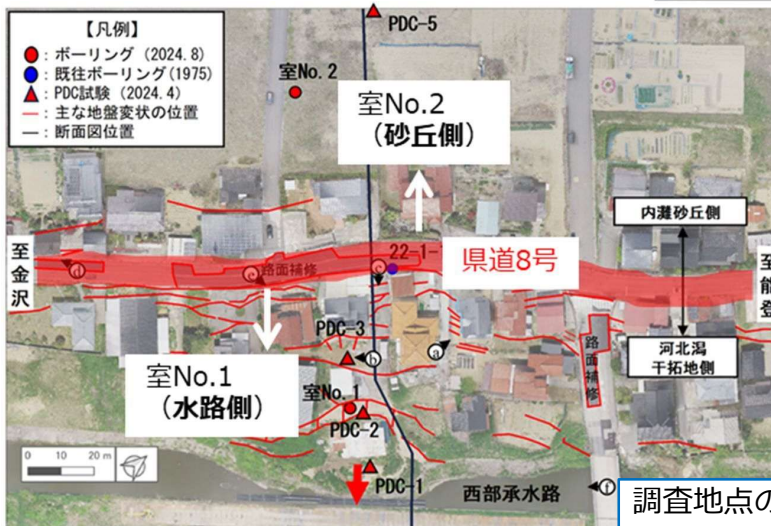 【凡例】
：ボーリング（2024.8）
：既往ボーリング(1975)
：PDC試験（2024.4）
：主な地盤変状の位置
：断面図位置
PDC-5
室No.2
室No.2
（砂丘側）
内灘砂丘側
至金沢
d
e
路面補修
c
22-1-
県道8号
至能登
PDC-3
b
a
路面補修
河北潟
干拓地側
室No.1
（水路側）
室No.1
PDC-2
0 10 20 m
PDC-1
西部承水路
f
調査地点の